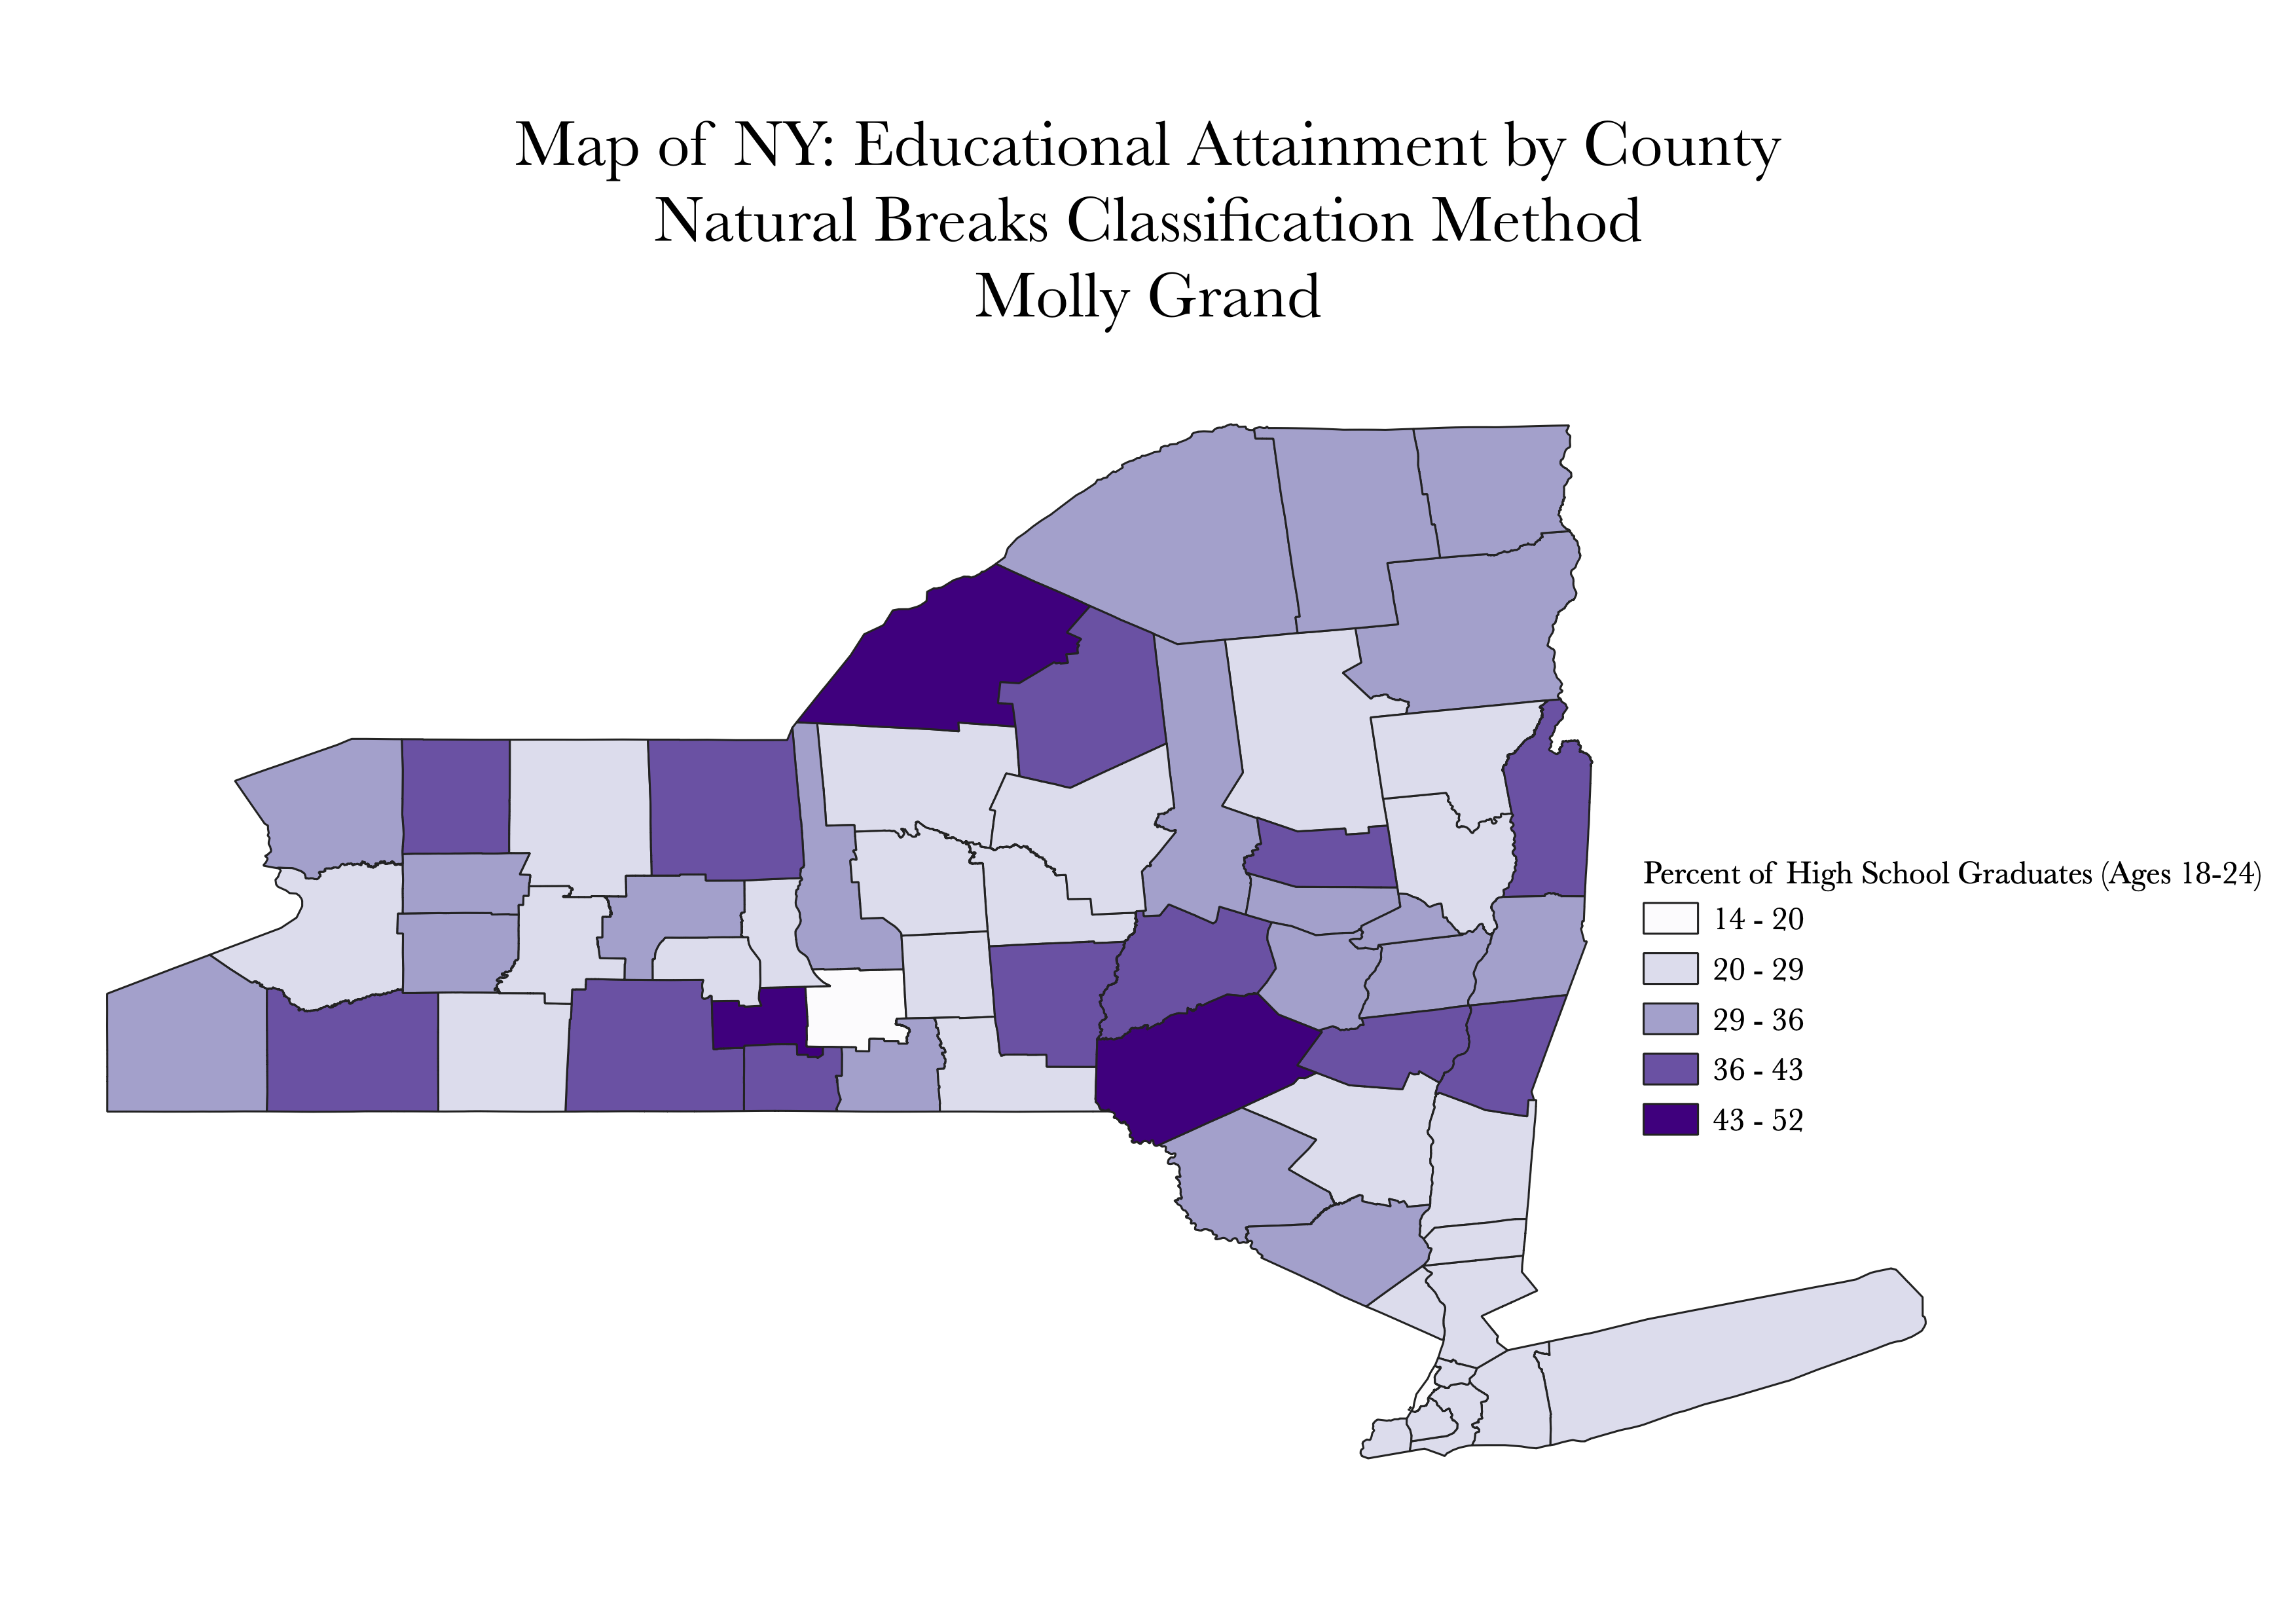 Map of NY: Educational Attainment by County
Natural Breaks Classification Method
Molly Grand
Percent of High School Graduates (Ages 18-24)
14 - 20
20 - 29
29 - 36
36 - 43
43 - 52